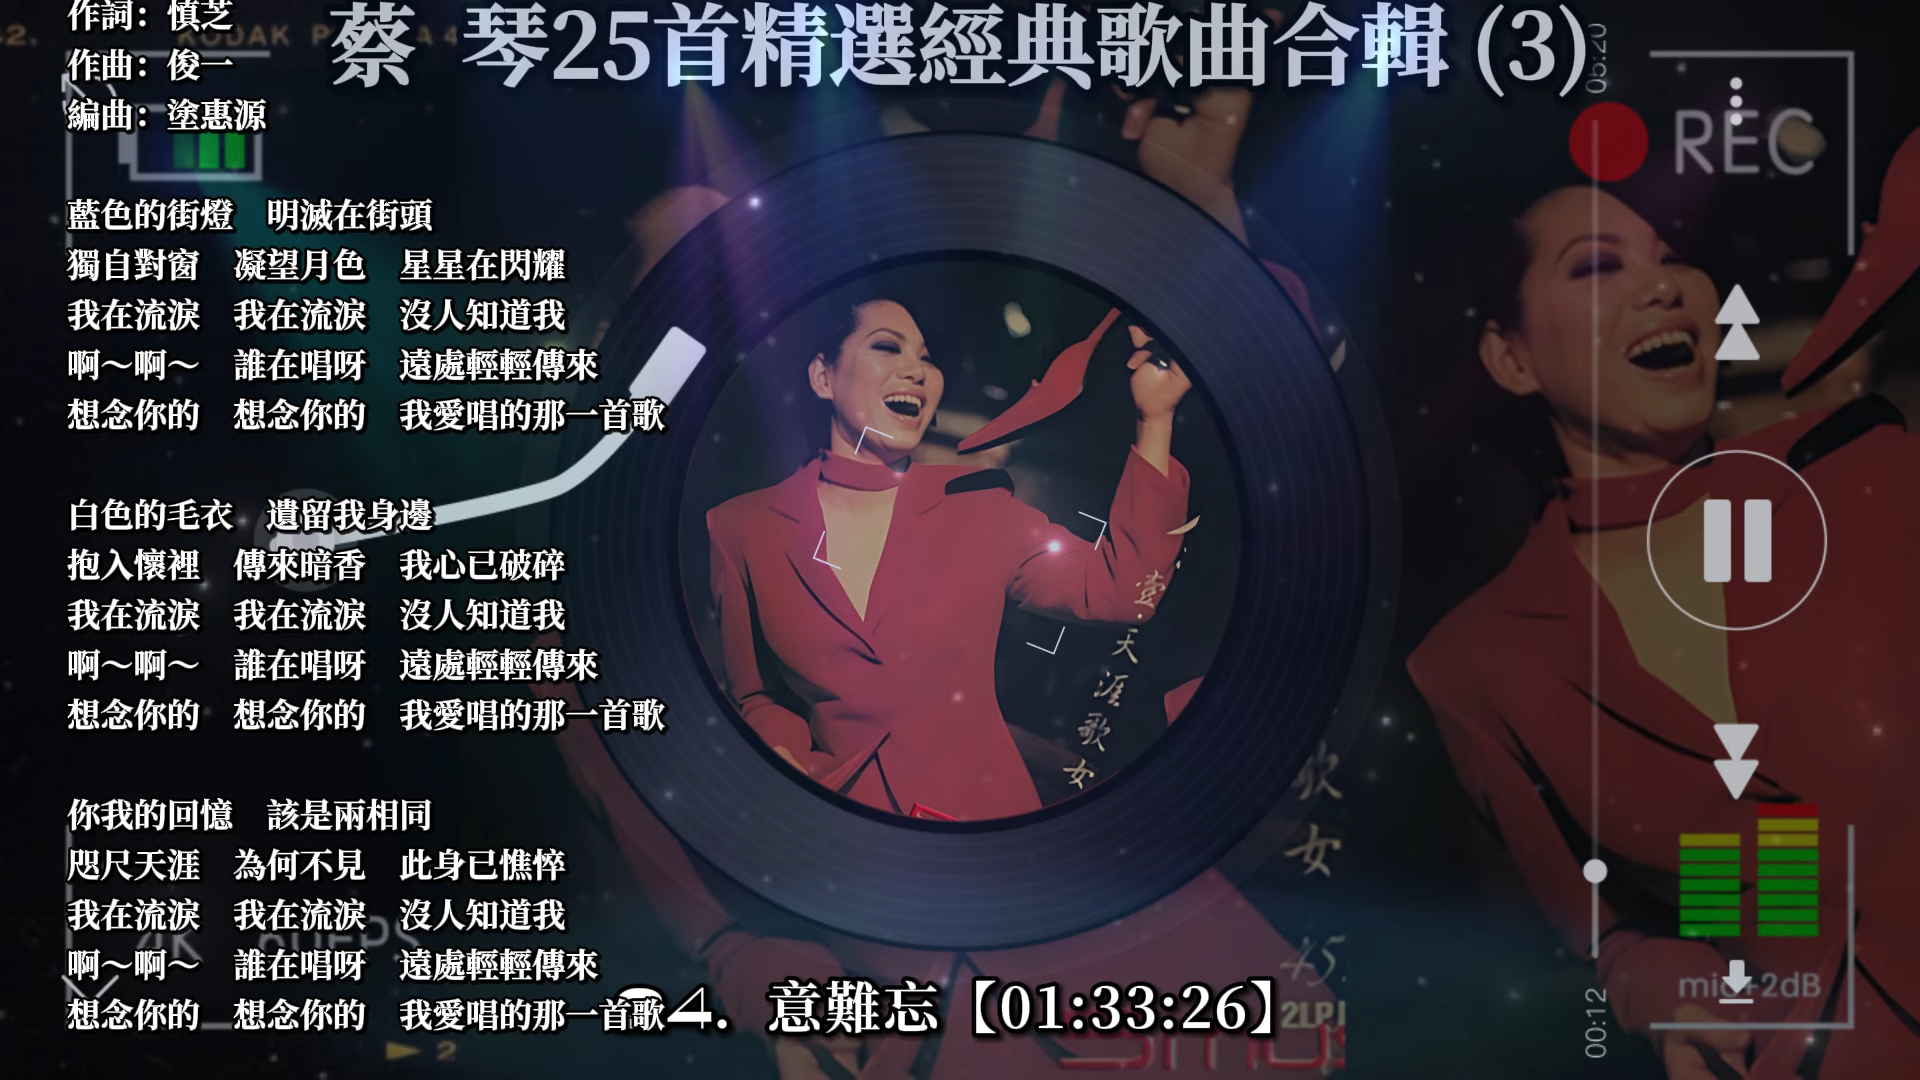 蔡 琴25首精選經典歌曲合輯 (3)
作詞：慎芝
作曲：俊一
編曲：塗惠源
藍色的街燈　明滅在街頭
獨自對窗　凝望月色　星星在閃耀
我在流淚　我在流淚　沒人知道我
啊～啊～　誰在唱呀　遠處輕輕傳來
想念你的　想念你的　我愛唱的那一首歌
白色的毛衣　遺留我身邊
抱入懷裡　傳來暗香　我心已破碎
我在流淚　我在流淚　沒人知道我
啊～啊～　誰在唱呀　遠處輕輕傳來
想念你的　想念你的　我愛唱的那一首歌
你我的回憶　該是兩相同
咫尺天涯　為何不見　此身已憔悴
我在流淚　我在流淚　沒人知道我
啊～啊～　誰在唱呀　遠處輕輕傳來
想念你的　想念你的　我愛唱的那一首歌
4. 意難忘【01:33:26】
壹·天涯歌女
歌女
45
2LP
05:20
REC
00:12
+2dB
4K
KODAK
2